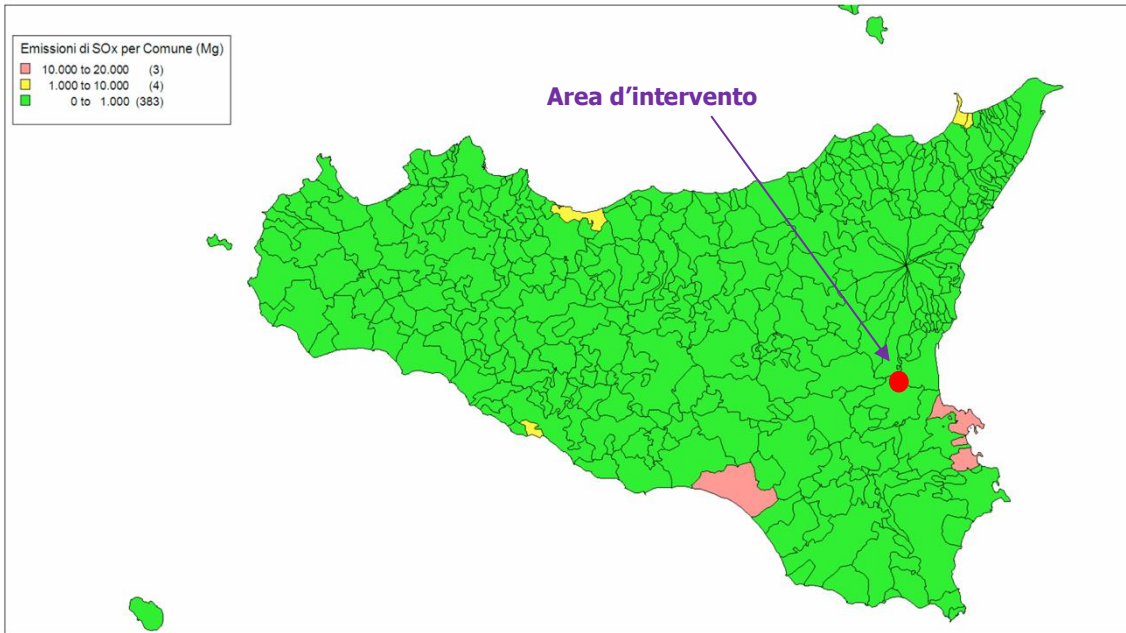 Emissioni di SOx per Comune (Mg)
10.000 to 20.000 (3)
1.000 to 10.000 (4)
0 to 1.000 (383)
Area d'intervento